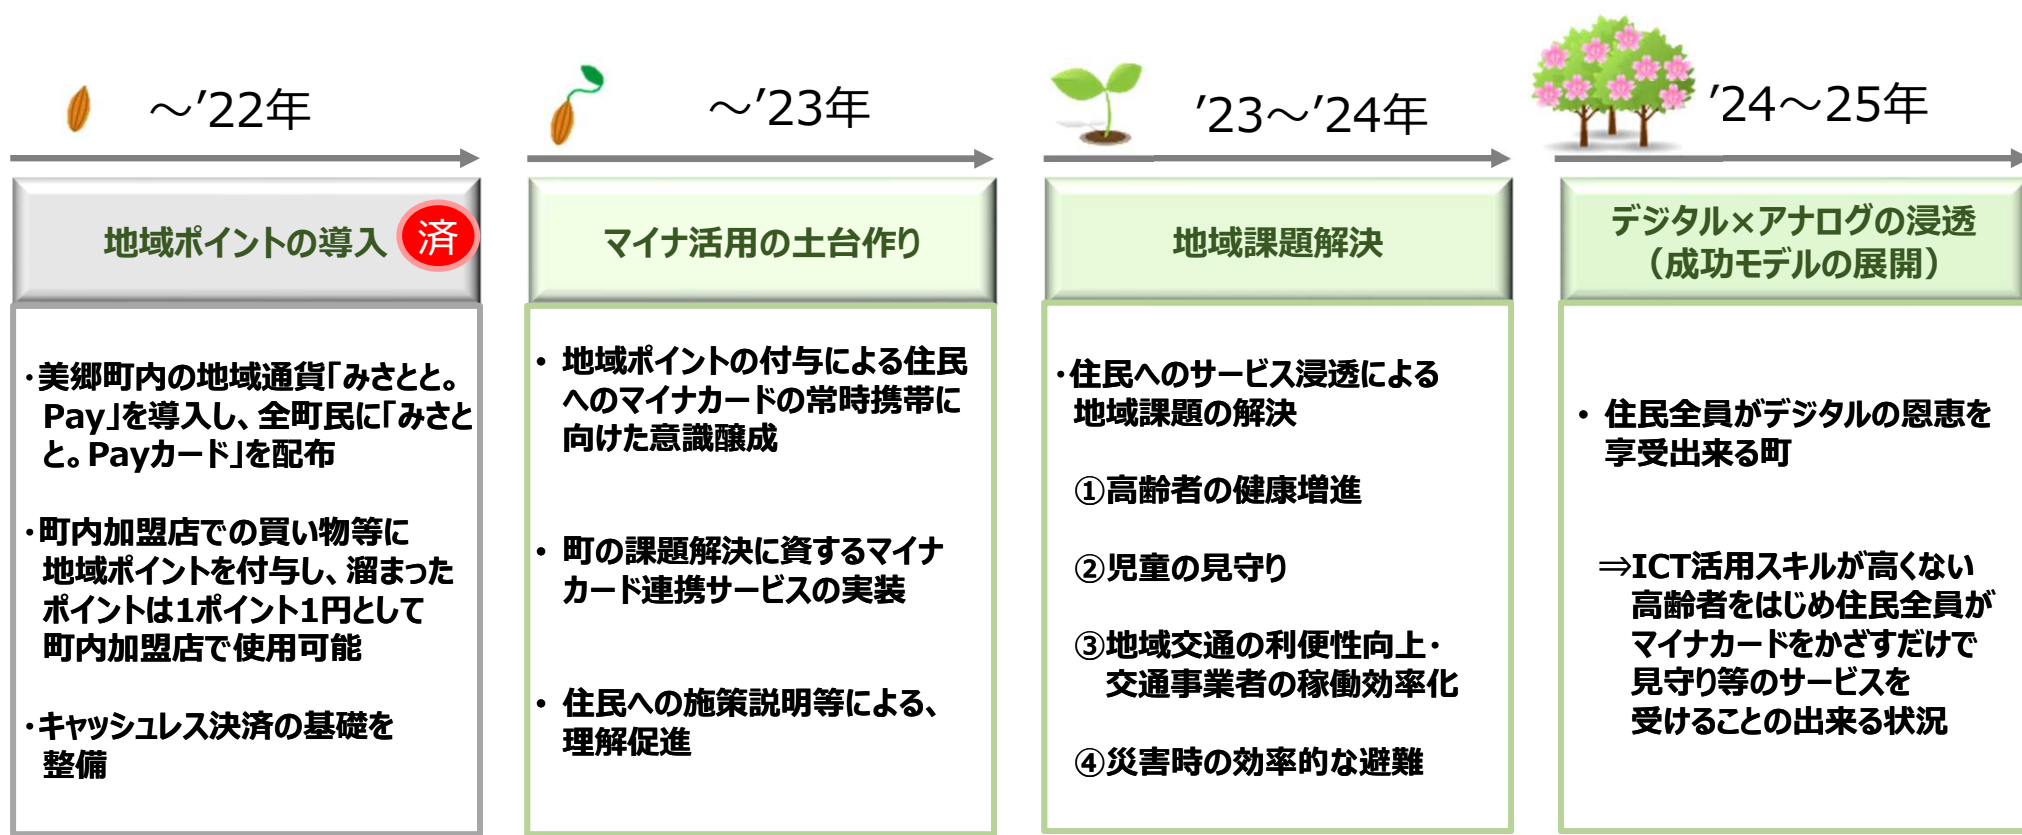 ～’22年
地域ポイントの導入
済
・美郷町内の地域通貨「みさとと。
Pay」を導入し、全町民に「みさと
と。Payカード」を配布
・町内加盟店での買い物等に
地域ポイントを付与し、溜まった
ポイントは1ポイント1円として
町内加盟店で使用可能
・キャッシュレス決済の基礎を
整備
～’23年
マイナ活用の土台作り
• 地域ポイントの付与による住民
へのマイナカードの常時携帯に
向けた意識醸成
• 町の課題解決に資するマイナ
カード連携サービスの実装
• 住民への施策説明等による、
理解促進
’23～’24年
地域課題解決
・住民へのサービス浸透による
地域課題の解決
①高齢者の健康増進
②児童の見守り
③地域交通の利便性向上・
交通事業者の稼働効率化
④災害時の効率的な避難
’24～25年
デジタル×アナログの浸透
（成功モデルの展開）
• 住民全員がデジタルの恩恵を
享受出来る町
⇒ICT活用スキルが高くない
高齢者をはじめ住民全員が
マイナカードをかざすだけで
見守り等のサービスを
受けることの出来る状況